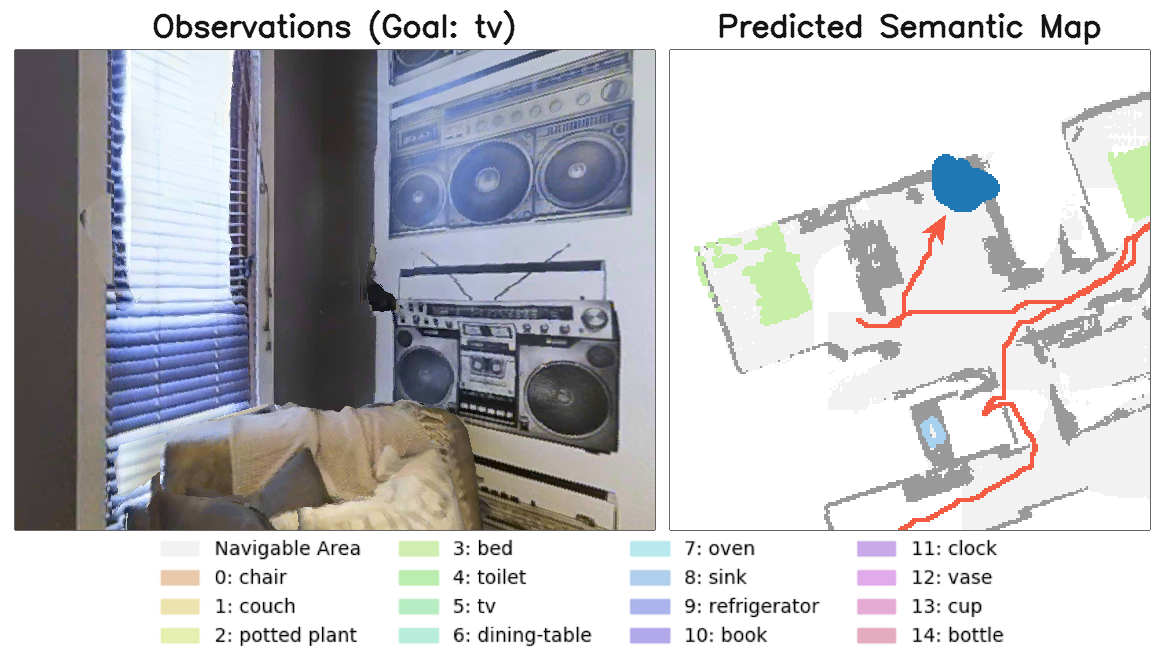 Observations (Goal: tv)
Predicted Semantic Map
Navigable Area
0: chair
1: couch
2: potted plant
3: bed
4: toilet
5: tv
6: dining-table
7: oven
8: sink
9: refrigerator
10: book
11: clock
12: vase
13: cup
14: bottle